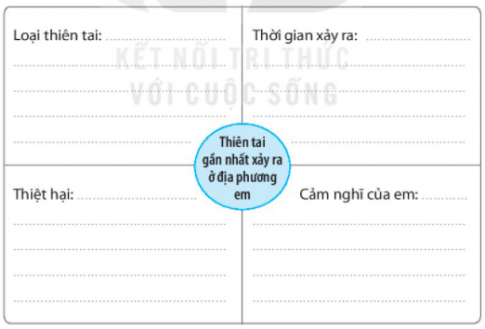 Loại thiên tai:
Thời gian xảy ra:
KẾT NỐI TRI THỨC
VỚI CUỘC SỐNG
Thiên tai
gần nhất xảy ra
ở địa phương
em
Thiệt hại:
Cảm nghĩ của em: